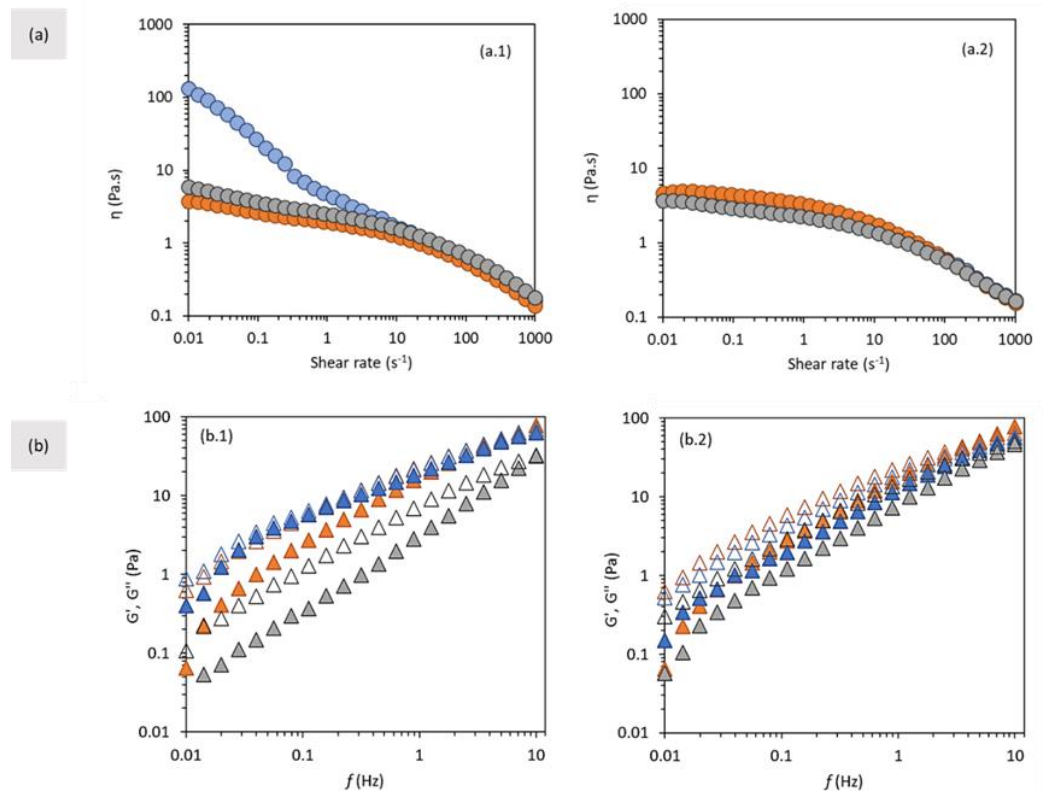 (a)
(a.1)
1000
100
10
1
0.1
η (Pa.s)
0.01 0.1 1 10 100 1000
Shear rate (s⁻¹)
(a.2)
1000
100
10
1
0.1
η (Pa.s)
0.01 0.1 1 10 100 1000
Shear rate (s⁻¹)
(b)
(b.1)
100
10
1
0.1
0.01
G', G'' (Pa)
0.01 0.1 1 10
f (Hz)
(b.2)
100
10
1
0.1
0.01
G', G'' (Pa)
0.01 0.1 1 10
f (Hz)